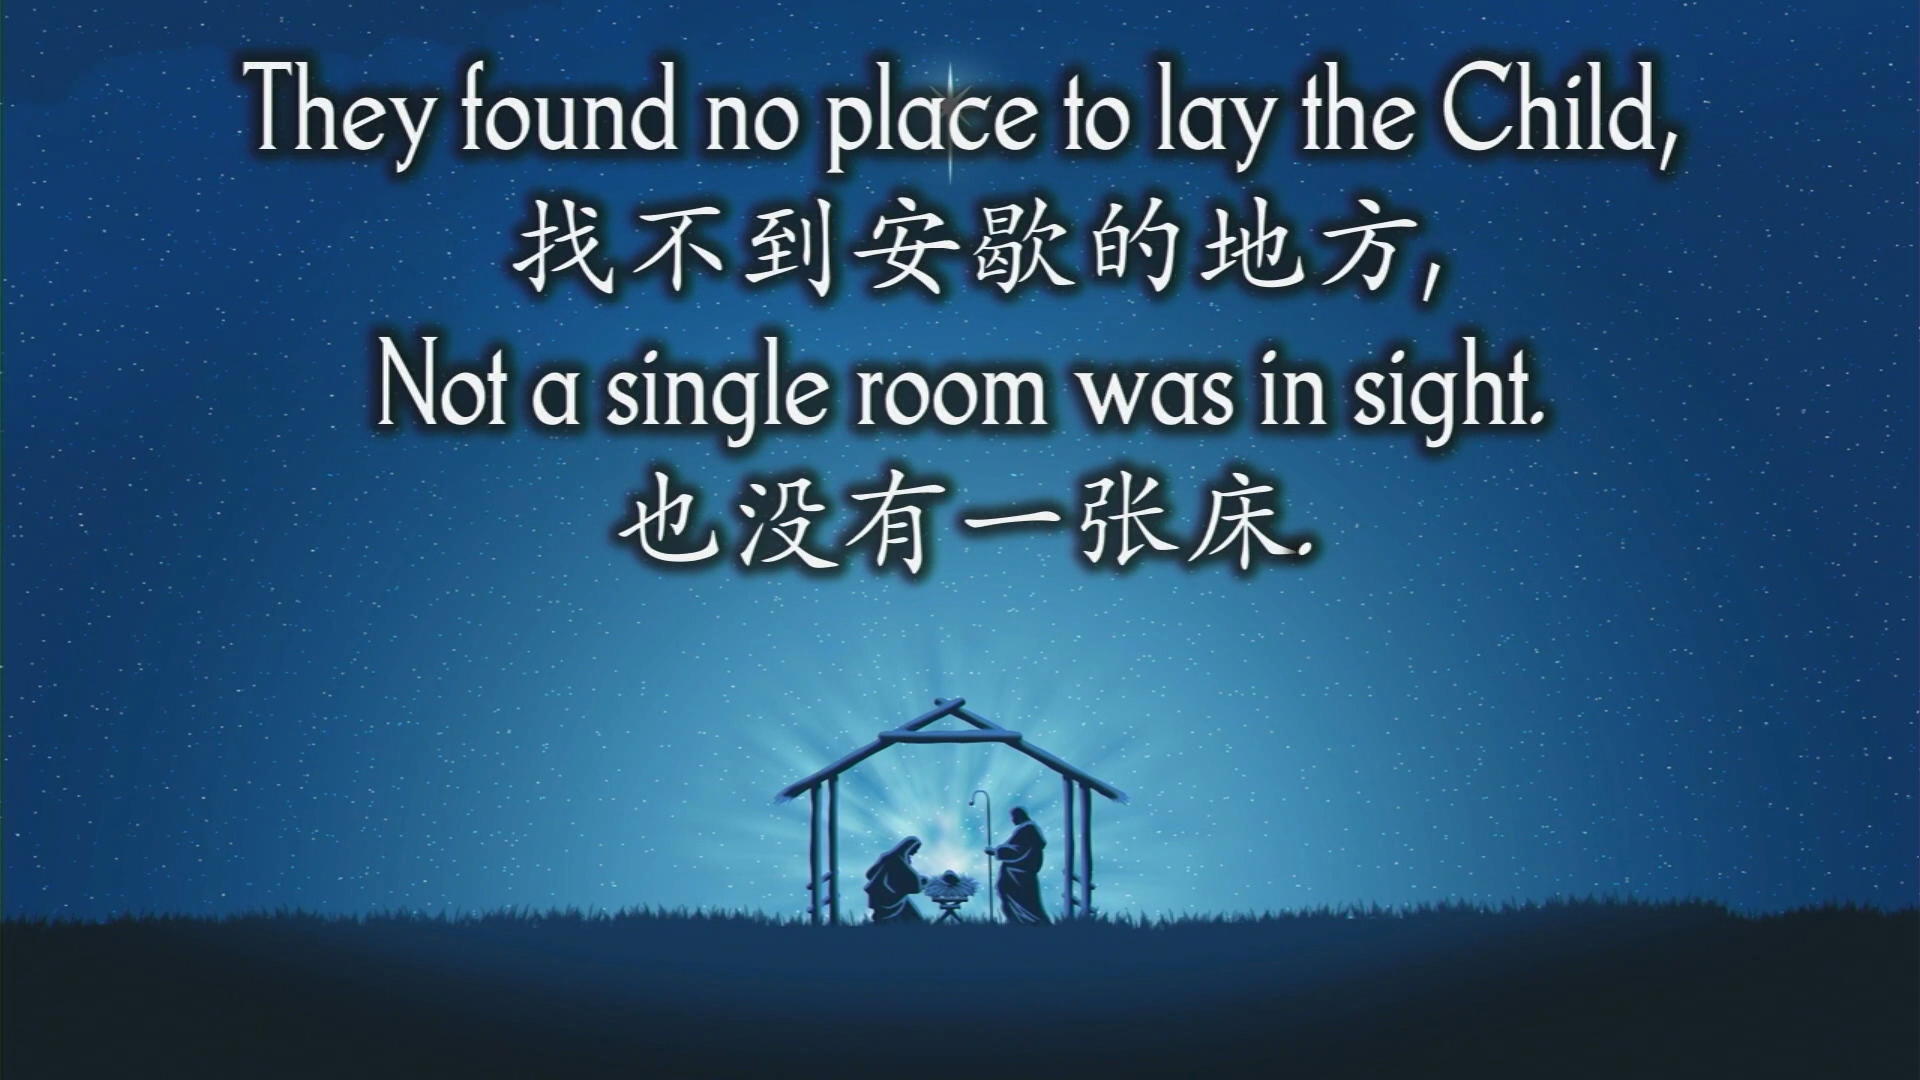 They found no place to lay the Child,
找不到安歇的地方,
Not a single room was in sight.
也没有一张床.